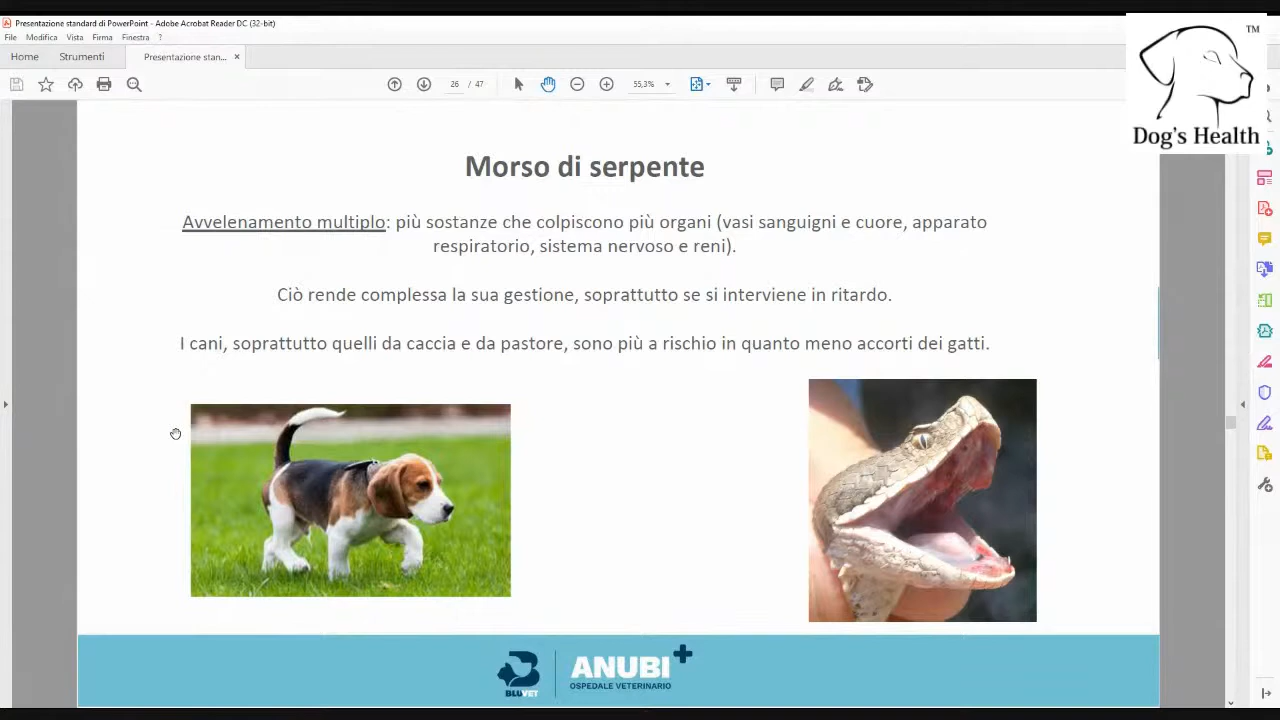 Presentazione standard di PowerPoint - Adobe Acrobat Reader DC (32-bit)
File Modifica Vista Firma Finestra ?
Home Strumenti Presentazione stan... ×
26 / 47 55,3%
TM
Dog's Health
Morso di serpente
Avvelenamento multiplo: più sostanze che colpiscono più organi (vasi sanguigni e cuore, apparato
respiratorio, sistema nervoso e reni).
Ciò rende complessa la sua gestione, soprattutto se si interviene in ritardo.
I cani, soprattutto quelli da caccia e da pastore, sono più a rischio in quanto meno accorti dei gatti.
BLUVET
ANUBI+
OSPEDALE VETERINARIO